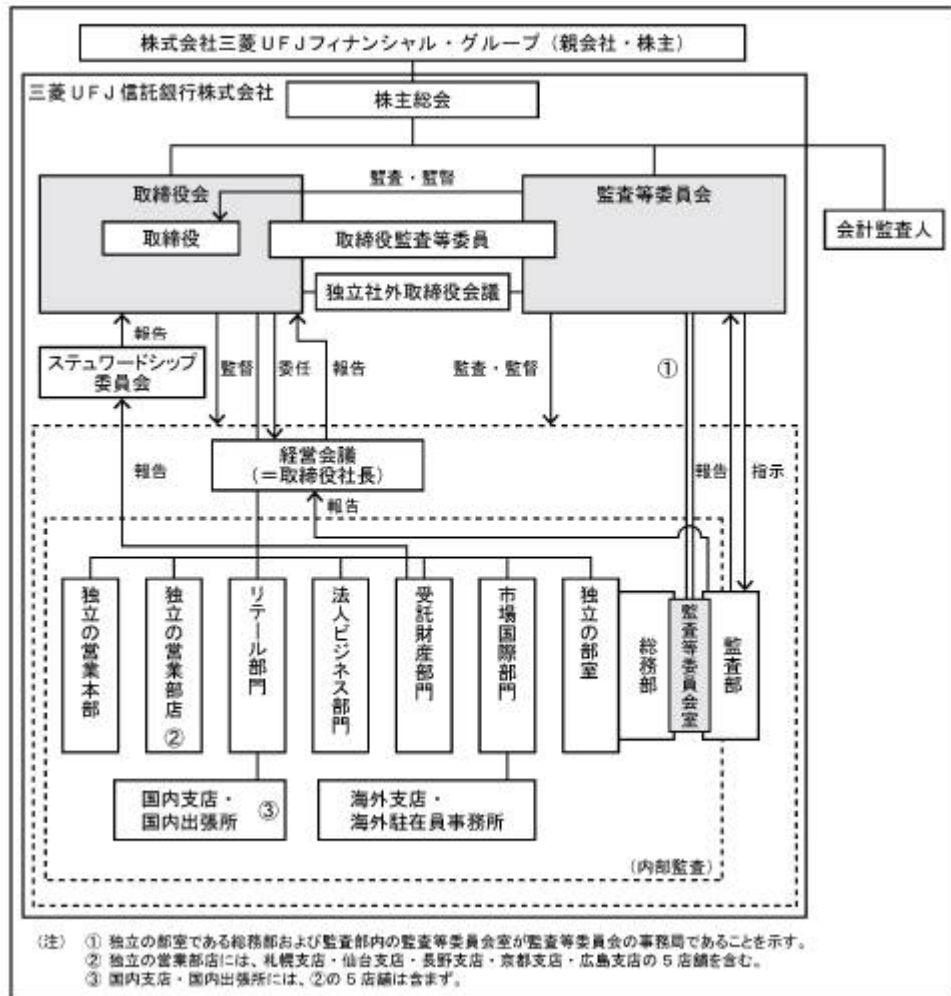 株式会社三菱UFJフィナンシャル・グループ（親会社・株主）
三菱UFJ信託銀行株式会社
株主総会
監査・監督
取締役会
監査等委員会
取締役
取締役監査等委員
会計監査人
独立社外取締役会議
報告
ステュワードシップ
委員会
監督
委任
報告
監査・監督
①
報告
経営会議
（＝取締役社長）
報告
報告
指示
独立の営業本部
独立の営業部店
②
リテール部門
法人ビジネス部門
受託財産部門
市場国際部門
独立の部室
総務部
監査等委員会室
監査部
国内支店・
国内出張所
③
海外支店・
海外駐在員事務所
（内部監査）
（注） ① 独立の部室である総務部および監査部内の監査等委員会室が監査等委員会の事務局であることを示す。
② 独立の営業部店には、札幌支店・仙台支店・長野支店・京都支店・広島支店の5店舗を含む。
③ 国内支店・国内出張所には、②の5店舗は含まず。